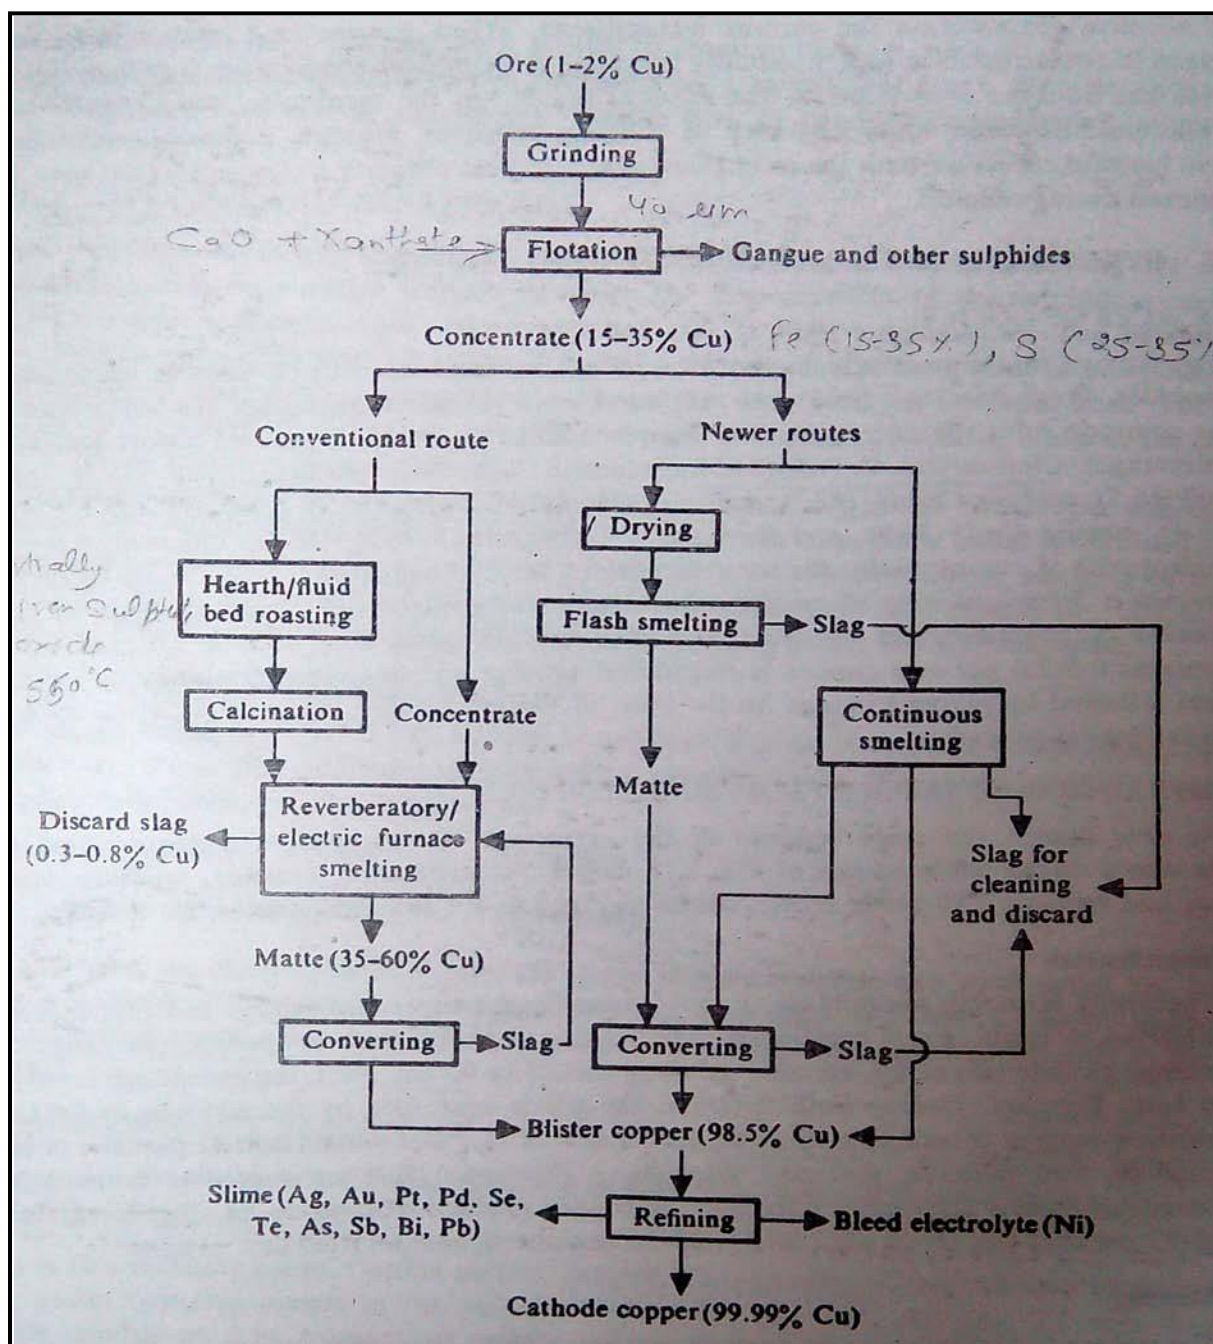 Ore (1–2% Cu)
Grinding
40 um
CaO + Xanthate
Flotation
Gangue and other sulphides
Concentrate (15–35% Cu)
Fe (15-35%), S (25-35%
Conventional route
Newer routes
Drying
Hearth/fluid
bed roasting
Flash smelting
Slag
550°C
Calcination
Concentrate
Continuous
smelting
Matte
Reverberatory/
electric furnace
smelting
Discard slag
(0.3–0.8% Cu)
Slag for
cleaning
and discard
Matte (35–60% Cu)
Converting
Slag
Converting
Slag
Blister copper (98.5% Cu)
Slime (Ag, Au, Pt, Pd, Se,
Te, As, Sb, Bi, Pb)
Refining
Bleed electrolyte (Ni)
Cathode copper (99.99% Cu)